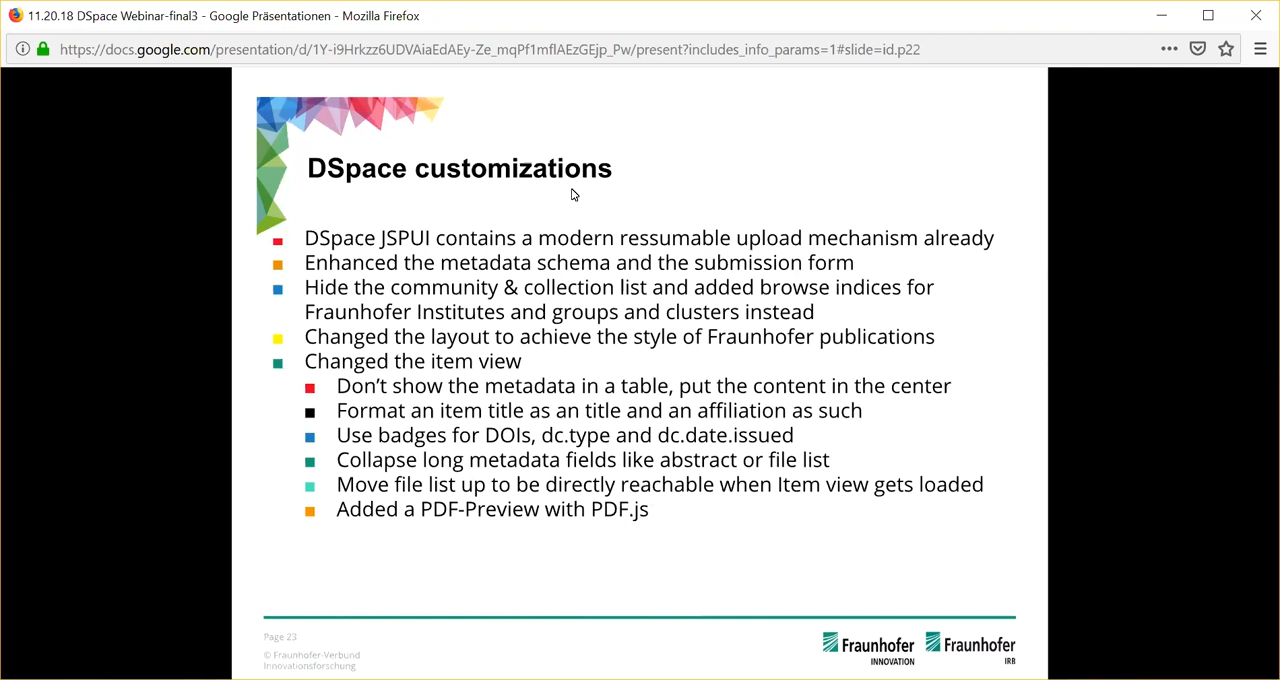 11.20.18 DSpace Webinar-final3 - Google Präsentationen - Mozilla Firefox
https://docs.google.com/presentation/d/1Y-i9Hrkzz6UDVAiaEdAEy-Ze_mqPf1mflAEzGEjp_Pw/present?includes_info_params=1#slide=id.p22
DSpace customizations
DSpace JSPUI contains a modern ressumable upload mechanism already
Enhanced the metadata schema and the submission form
Hide the community & collection list and added browse indices for
Fraunhofer Institutes and groups and clusters instead
Changed the layout to achieve the style of Fraunhofer publications
Changed the item view
Don't show the metadata in a table, put the content in the center
Format an item title as an title and an affiliation as such
Use badges for DOIs, dc.type and dc.date.issued
Collapse long metadata fields like abstract or file list
Move file list up to be directly reachable when Item view gets loaded
Added a PDF-Preview with PDF.js
Page 23
© Fraunhofer-Verbund
Innovationsforschung
Fraunhofer
INNOVATION
Fraunhofer
IRB